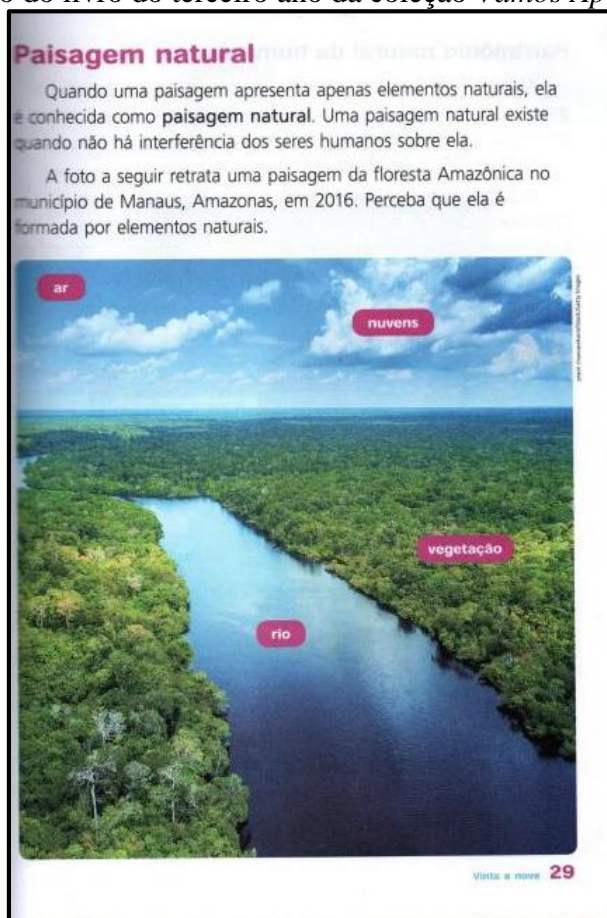 o do livro do terceiro ano da coleção Vamos Ap
Paisagem natural
Quando uma paisagem apresenta apenas elementos naturais, ela
é conhecida como paisagem natural. Uma paisagem natural existe
quando não há interferência dos seres humanos sobre ela.
A foto a seguir retrata uma paisagem da floresta Amazônica no
município de Manaus, Amazonas, em 2016. Perceba que ela é
formada por elementos naturais.
ar
nuvens
vegetação
rio
Vinte e nove 29